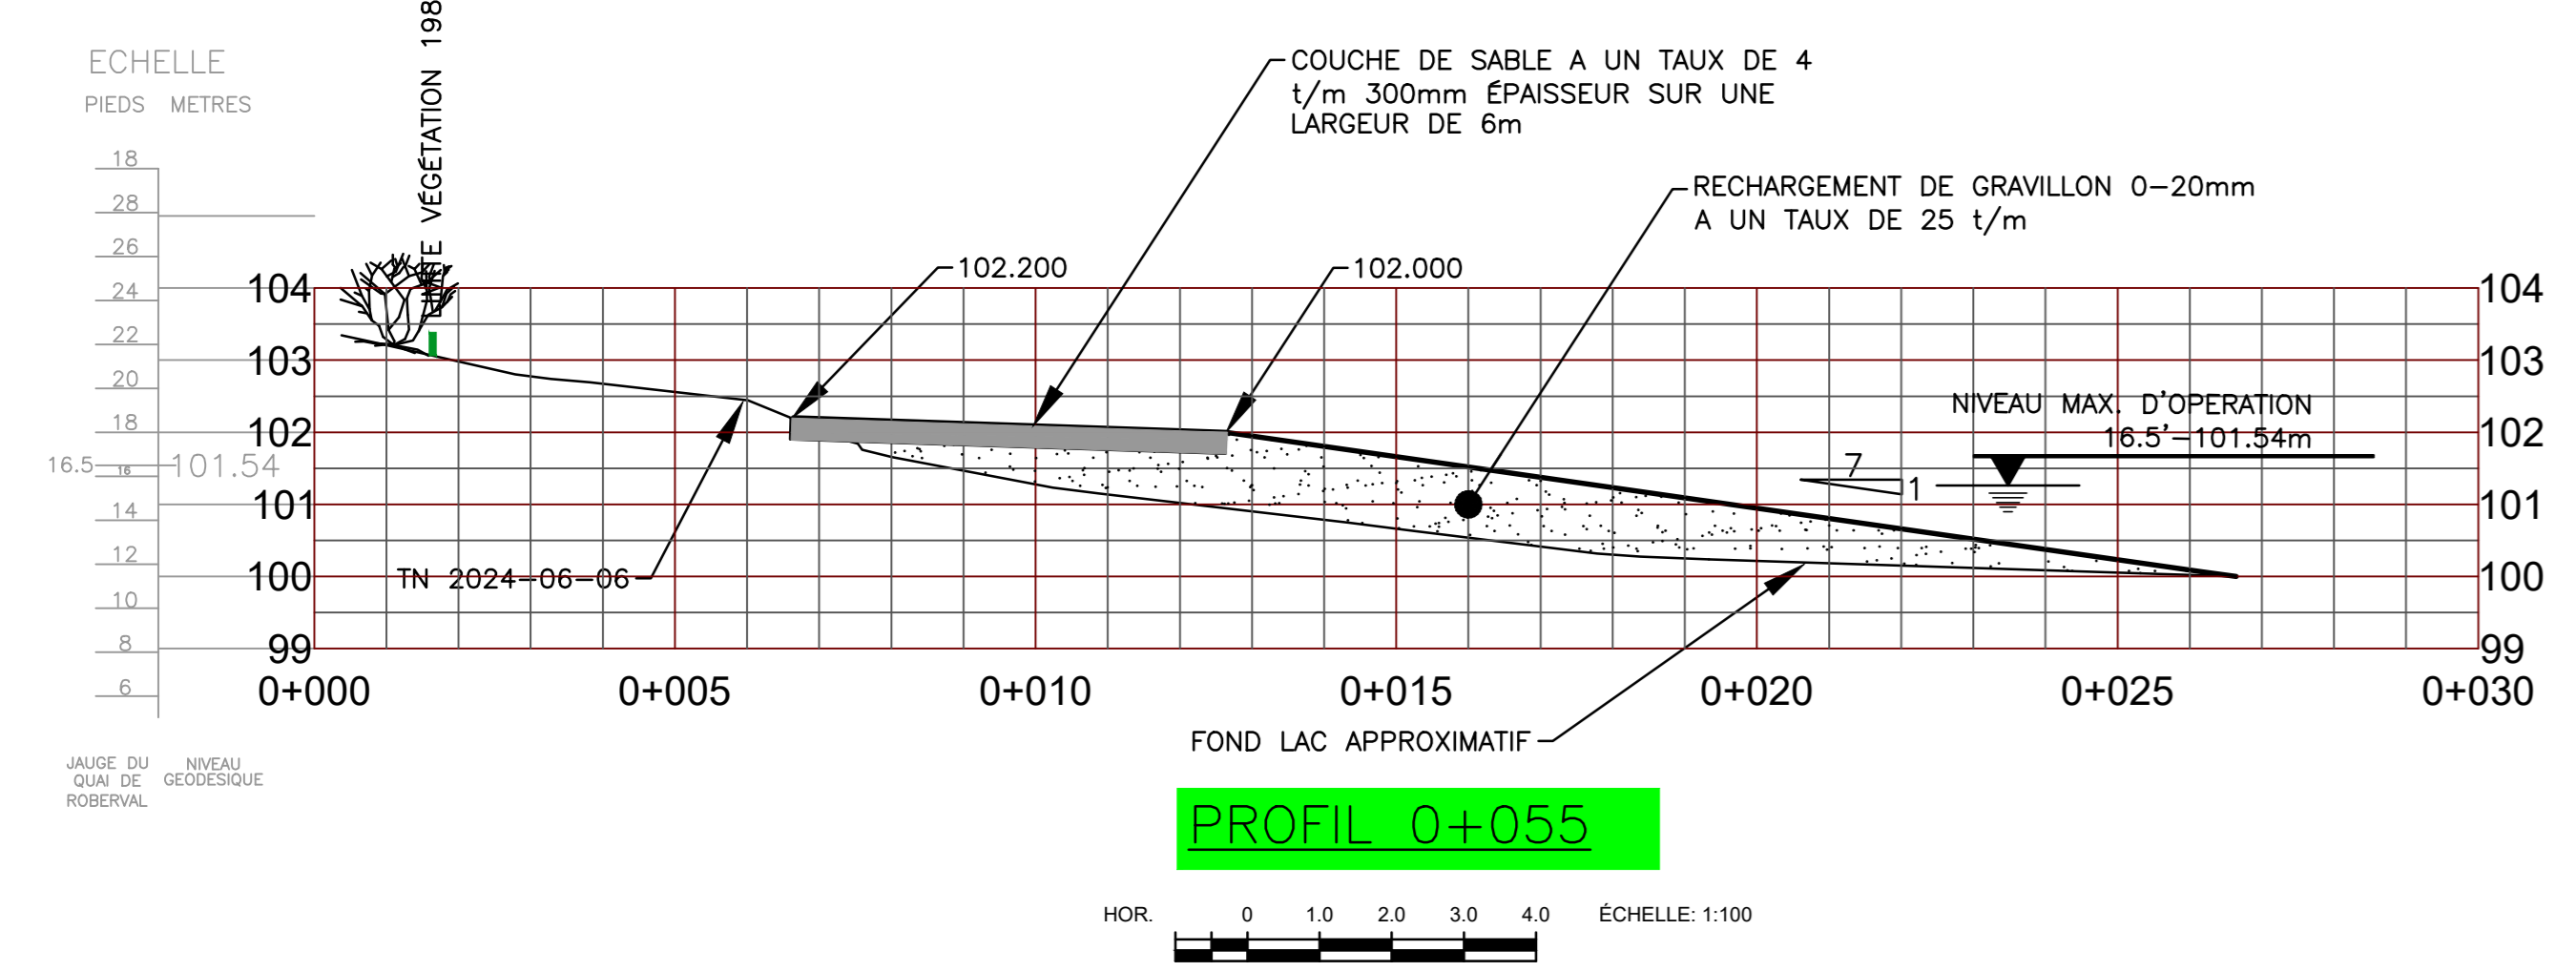 ECHELLE
PIEDS METRES
18
28
26
24
22
20
18
16.5
16
101.54
14
12
10
8
6
JAUGE DU
QUAI DE
ROBERVAL
NIVEAU
GEODESIQUE
VÉGÉTATION 198
COUCHE DE SABLE A UN TAUX DE 4
t/m 300mm ÉPAISSEUR SUR UNE
LARGEUR DE 6m
RECHARGEMENT DE GRAVILLON 0-20mm
A UN TAUX DE 25 t/m
102.200
102.000
104
103
102
101
100
99
104
103
102
101
100
99
NIVEAU MAX. D'OPERATION
16.5'-101.54m
7
1
TN 2024-06-06
0+000
0+005
0+010
0+015
0+020
0+025
0+030
FOND LAC APPROXIMATIF
PROFIL 0+055
HOR.
0
1.0
2.0
3.0
4.0
ÉCHELLE: 1:100